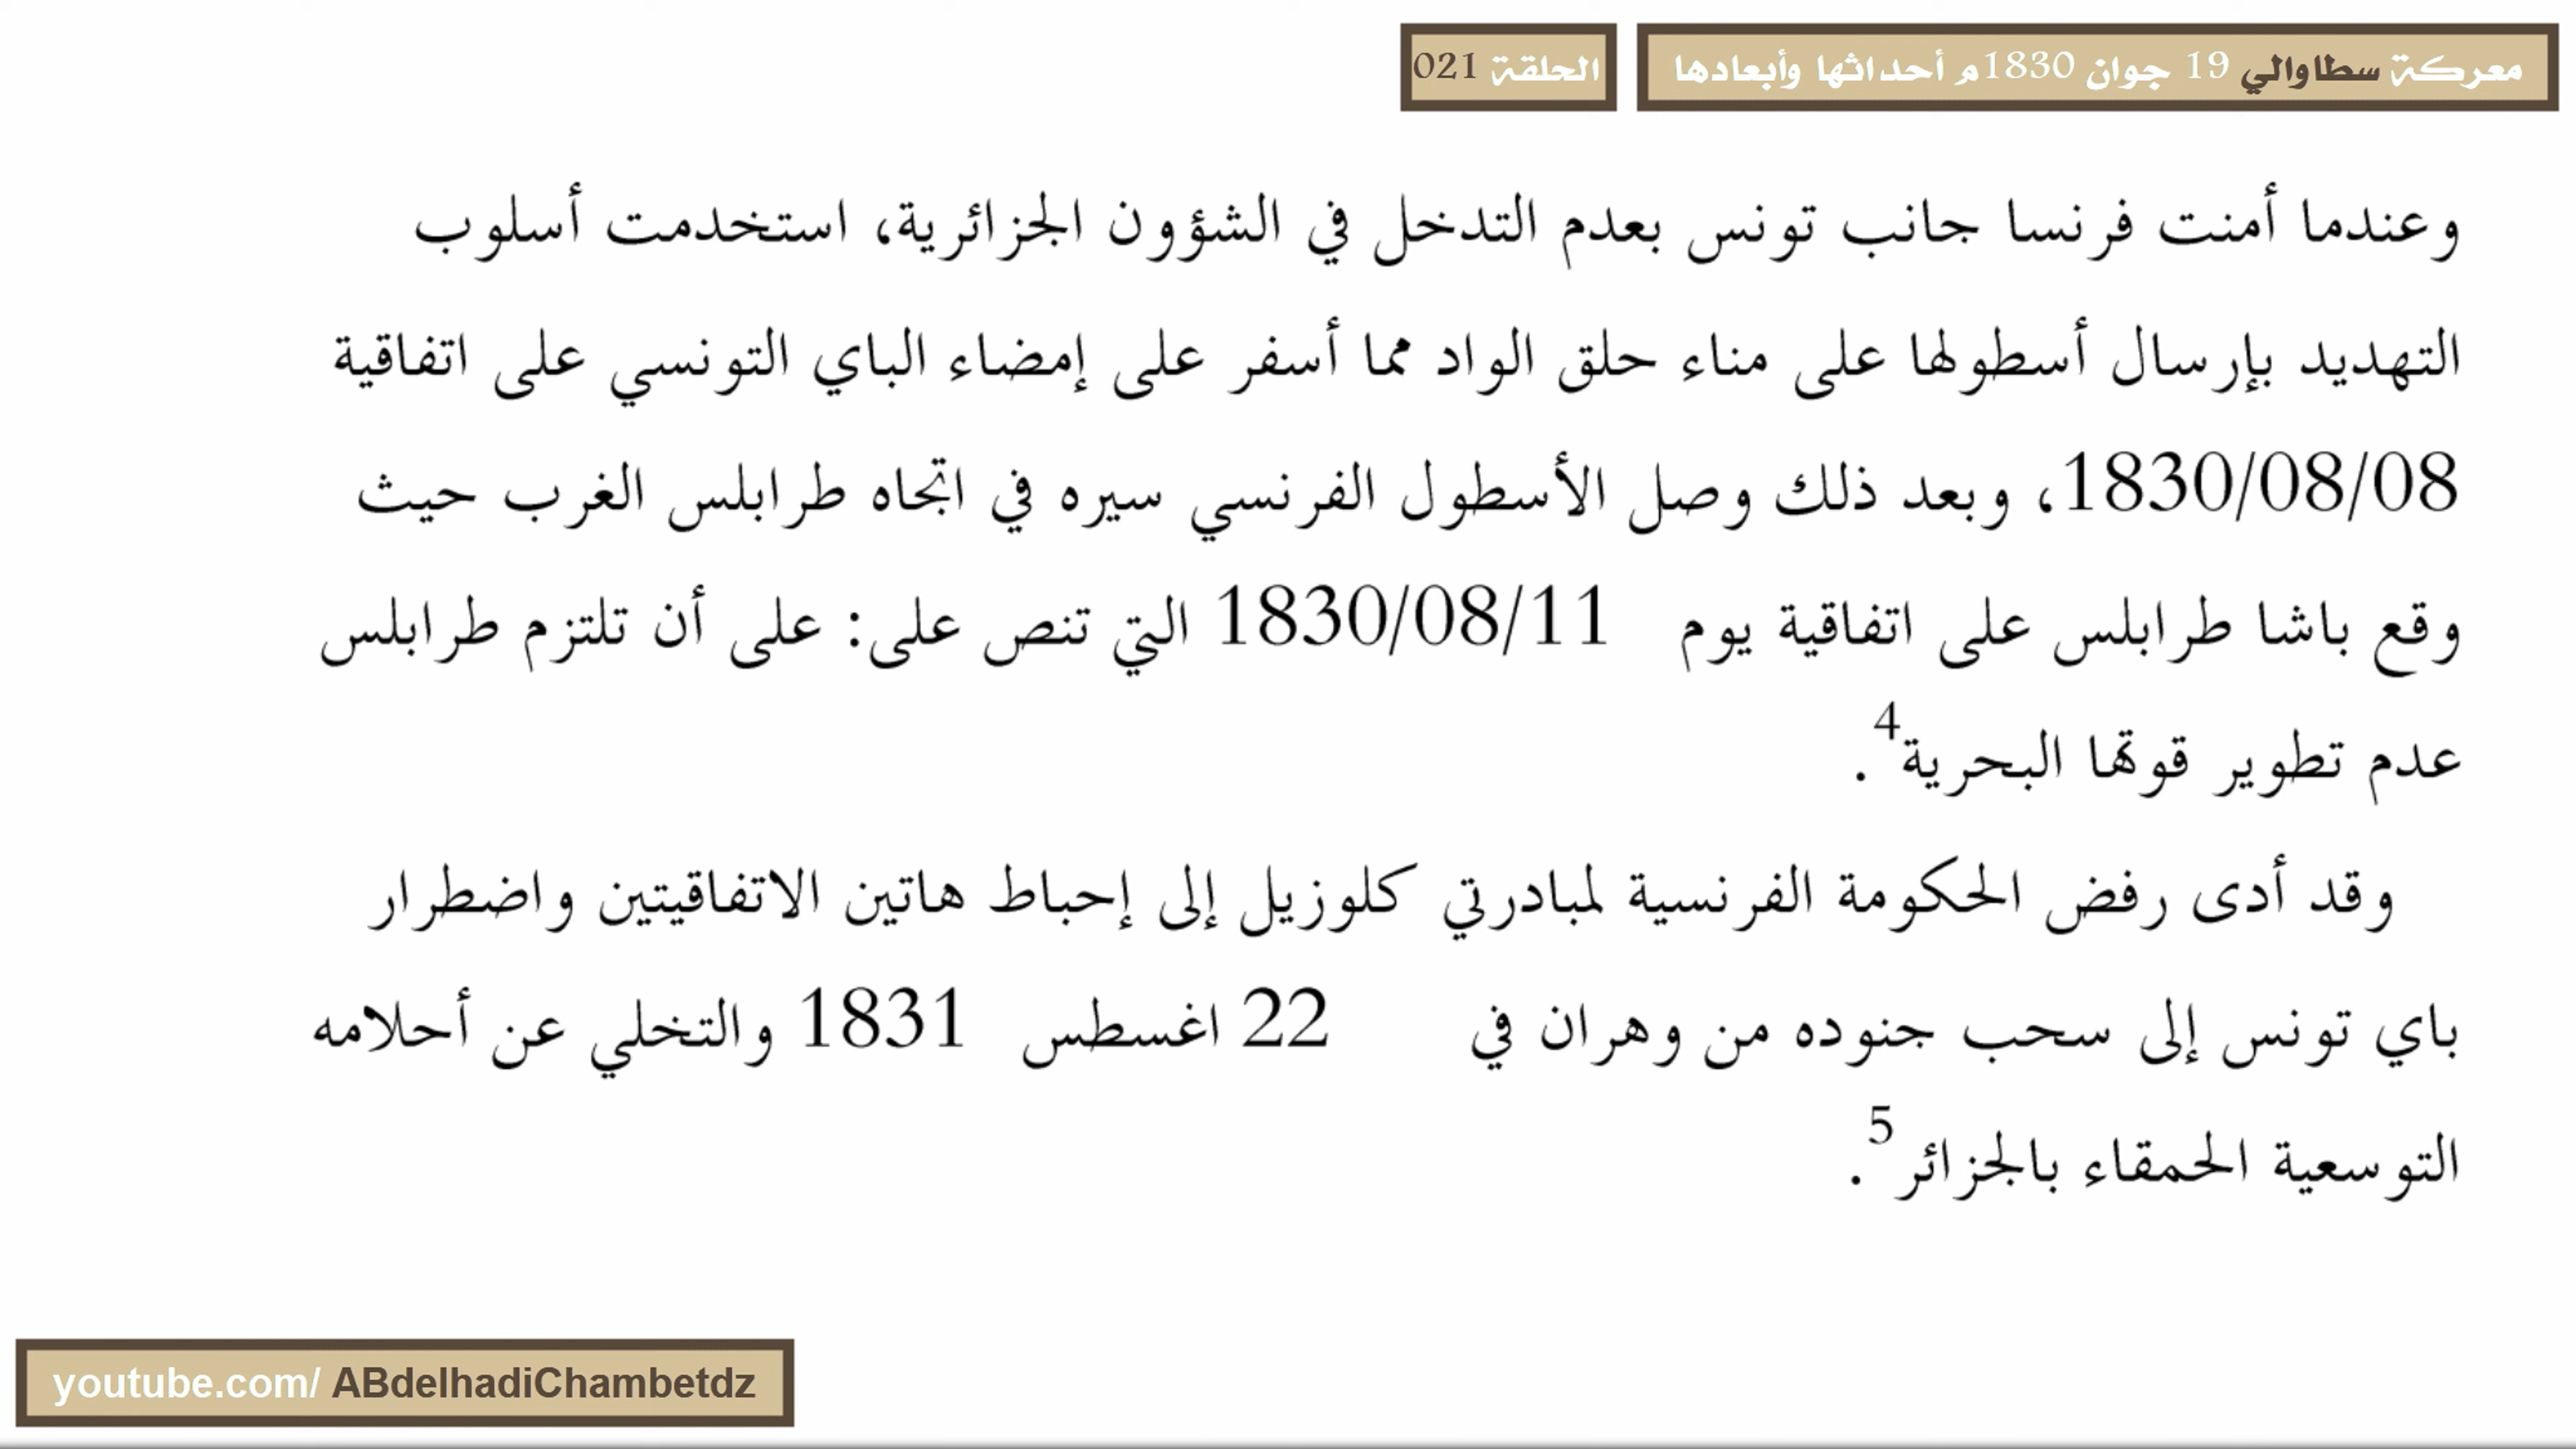 معركة سطاوالي 19 جوان 1830م أحداثها وأبعادها
الحلقة 021
وعندما أمنت فرنسا جانب تونس بعدم التدخل في الشؤون الجزائرية، استخدمت أسلوب
التهديد بإرسال أسطولها على مناء حلق الواد مما أسفر على إمضاء الباي التونسي على اتفاقية
1830/08/08، وبعد ذلك وصل الأسطول الفرنسي سيره في اتجاه طرابلس الغرب حيث
وقع باشا طرابلس على اتفاقية يوم 1830/08/11 التي تنص على: على أن تلتزم طرابلس
عدم تطوير قوتها البحرية4.
وقد أدى رفض الحكومة الفرنسية لمبادرتي كلوزيل إلى إحباط هاتين الاتفاقيتين واضطرار
باي تونس إلى سحب جنوده من وهران في 22 اغسطس 1831 والتخلي عن أحلامه
التوسعية الحمقاء بالجزائر5.
youtube.com/ ABdelhadiChambetdz